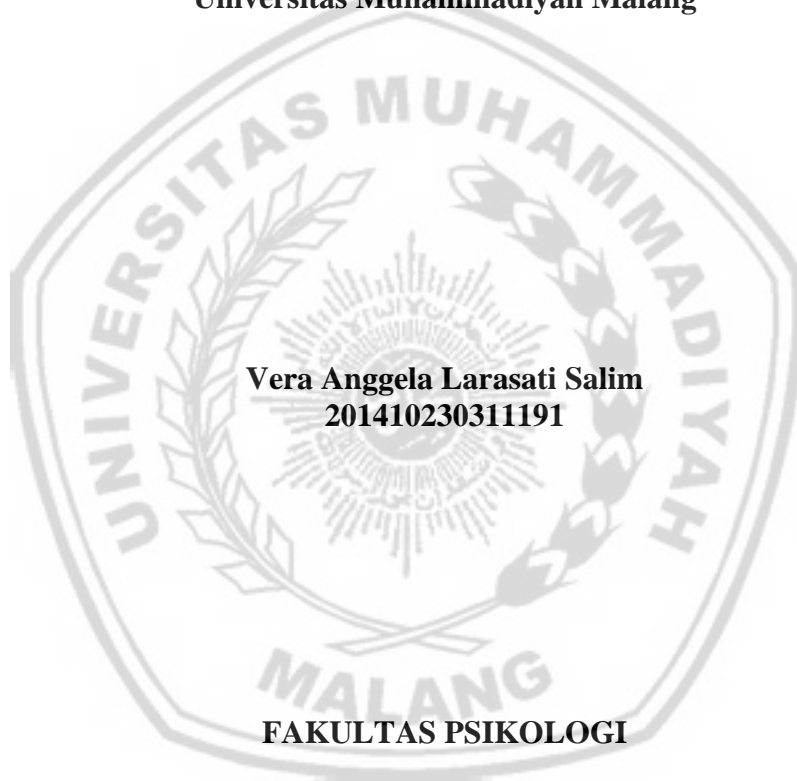 Universitas Muhammadiyah Malang
UNIVERSITAS MUHAMMADIYAH
Vera Anggela Larasati Salim
201410230311191
MALANG
FAKULTAS PSIKOLOGI